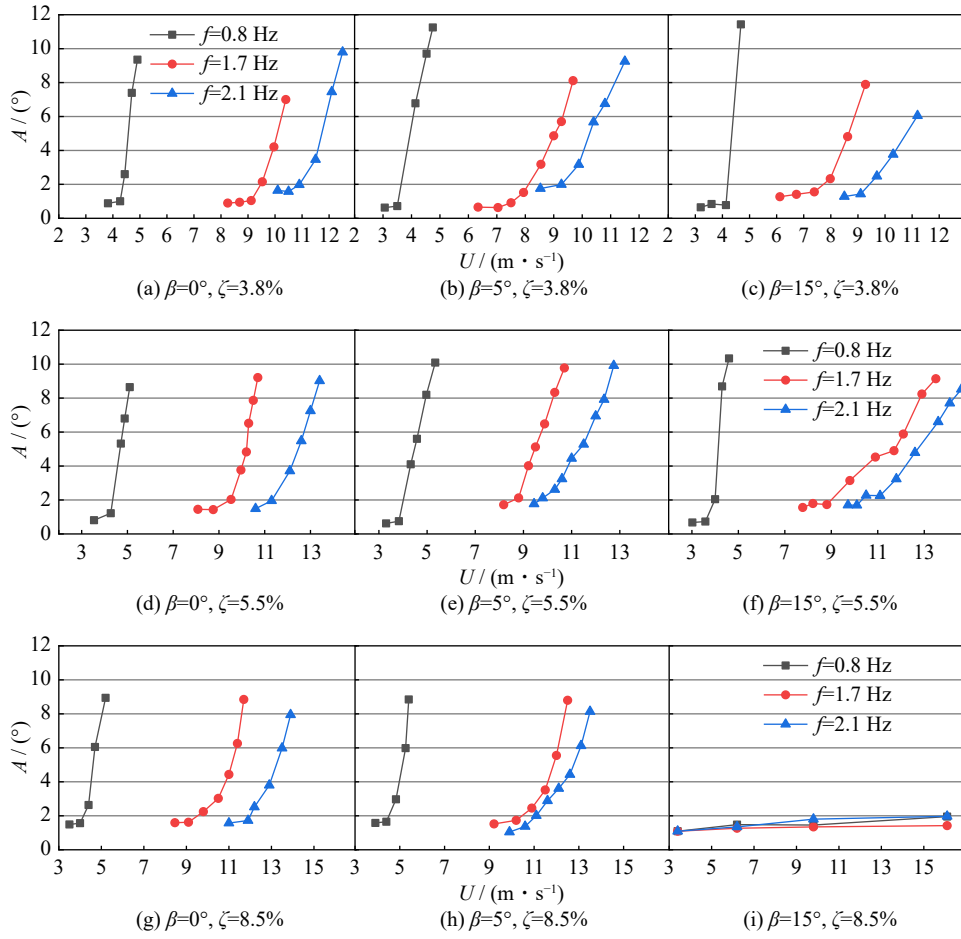 12
10
8
6
4
2
0
A / (°)
f=0.8 Hz
f=1.7 Hz
f=2.1 Hz
2 3 4 5 6 7 8 9 10 11 12 2 3 4 5 6 7 8 9 10 11 12 2 3 4 5 6 7 8 9 10 11 12
U / (m · s⁻¹)
(a) β=0°, ζ=3.8% (b) β=5°, ζ=3.8% (c) β=15°, ζ=3.8%
12
10
8
6
4
2
0
A / (°)
f=0.8 Hz
f=1.7 Hz
f=2.1 Hz
3 5 7 9 11 13 3 5 7 9 11 13 3 5 7 9 11 13
U / (m · s⁻¹)
(d) β=0°, ζ=5.5% (e) β=5°, ζ=5.5% (f) β=15°, ζ=5.5%
12
10
8
6
4
2
0
A / (°)
f=0.8 Hz
f=1.7 Hz
f=2.1 Hz
3 5 7 9 11 13 15 3 5 7 9 11 13 15 3 5 7 9 11 13 15
U / (m · s⁻¹)
(g) β=0°, ζ=8.5% (h) β=5°, ζ=8.5% (i) β=15°, ζ=8.5%